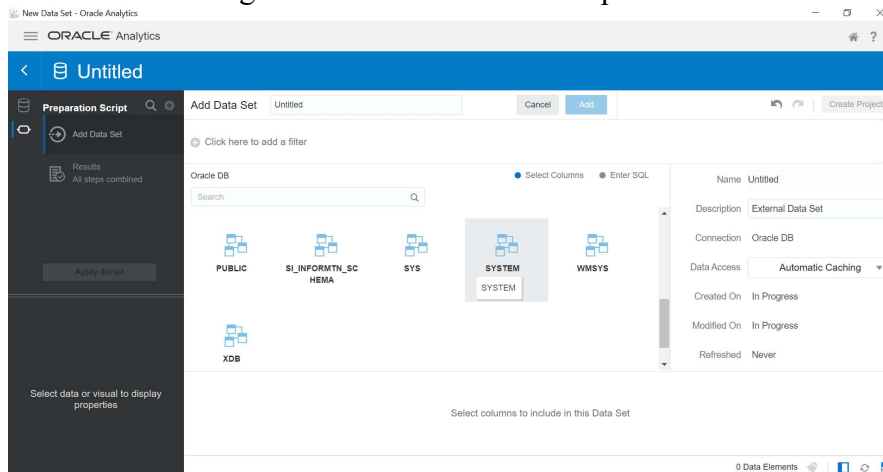 New Data Set - Oracle Analytics
ORACLE Analytics
?
Untitled
Preparation Script
Add Data Set
Results
All steps combined
Apply Script
Select data or visual to display
properties
Add Data Set Untitled Cancel Add Create Project
Click here to add a filter
Oracle DB Select Columns Enter SQL
Search
PUBLIC SI_INFORMTN_SC SYS SYSTEM WMSYS
HEMA
SYSTEM
XDB
Select columns to include in this Data Set
Name Untitled
Description External Data Set
Connection Oracle DB
Data Access Automatic Caching
Created On In Progress
Modified On In Progress
Refreshed Never
0 Data Elements